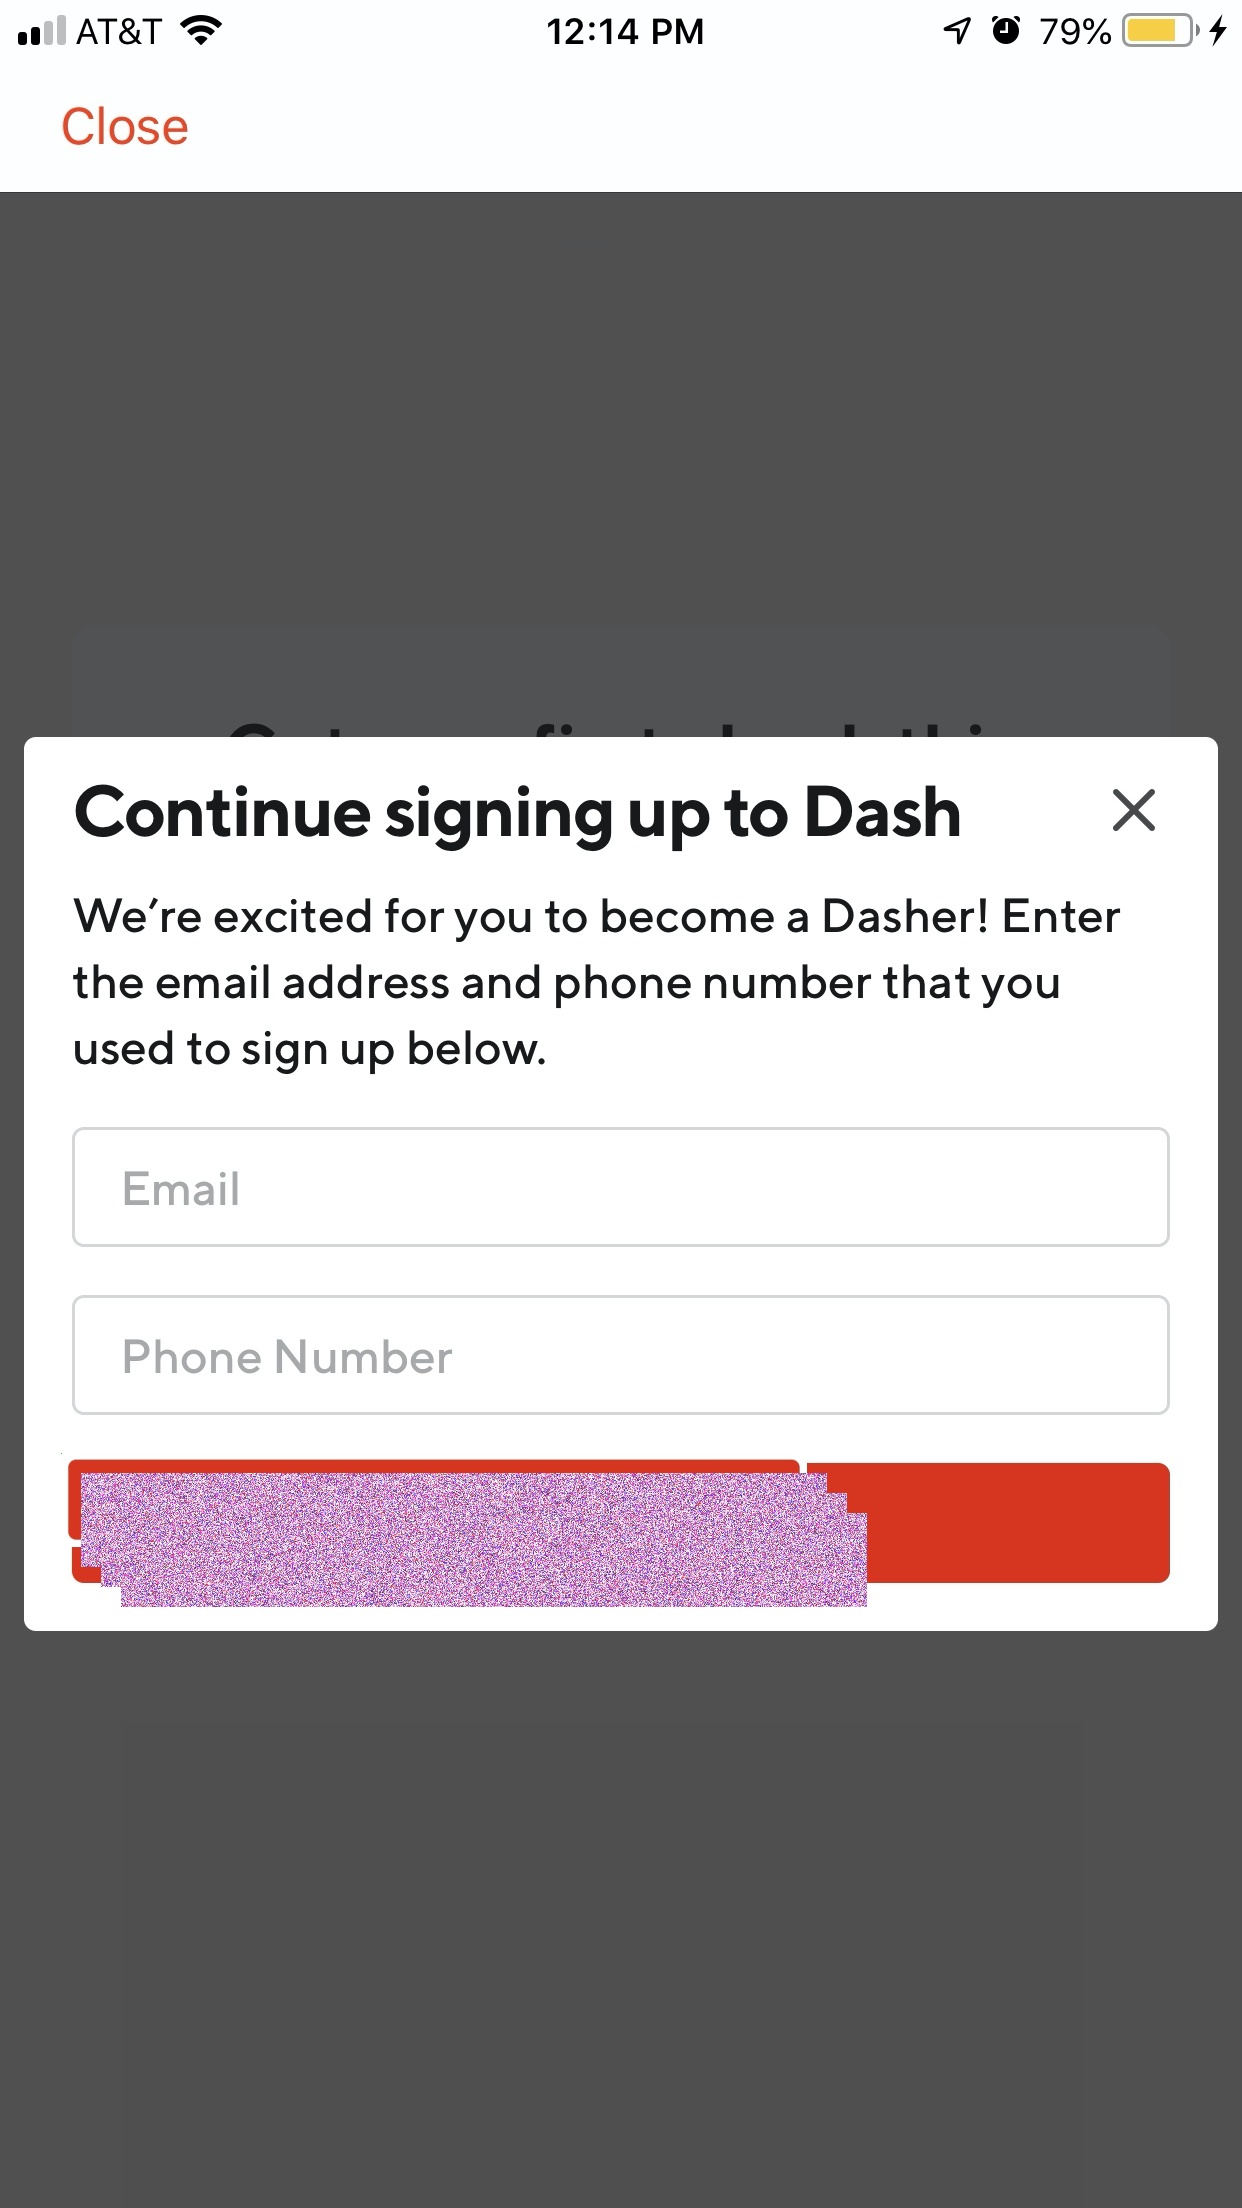 AT&T 12:14 PM 79%
Close
Continue signing up to Dash
We’re excited for you to become a Dasher! Enter
the email address and phone number that you
used to sign up below.
Email
Phone Number